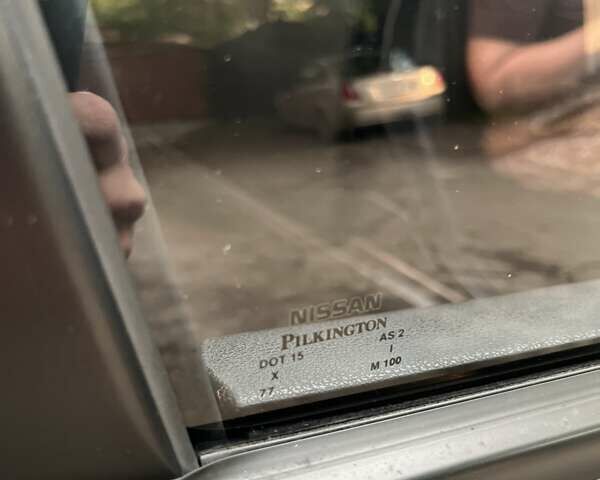 NISSAN
PILKINGTON
DOT 15 AS 2
X I
77 M 100